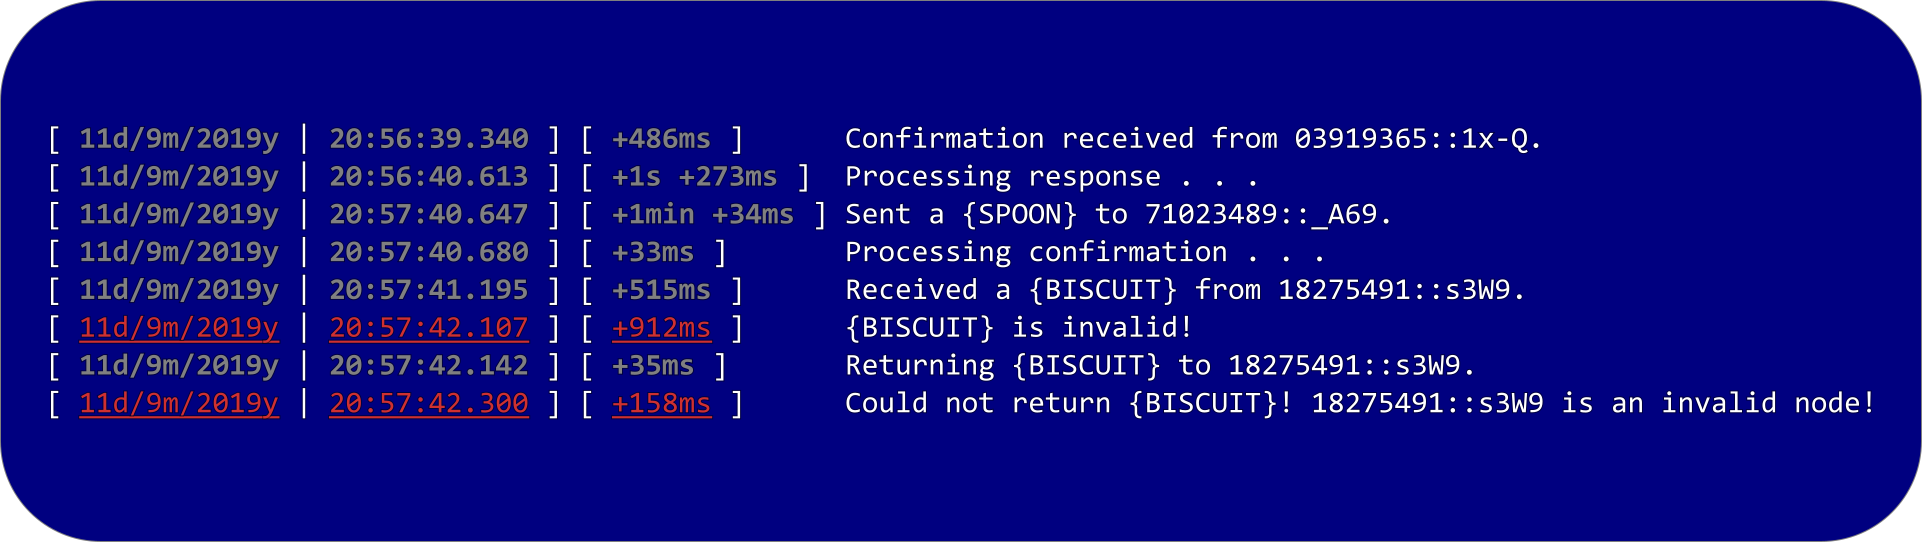 [ 11d/9m/2019y | 20:56:39.340 ] [ +486ms ] Confirmation received from 03919365::1x-Q.
[ 11d/9m/2019y | 20:56:40.613 ] [ +1s +273ms ] Processing response . . .
[ 11d/9m/2019y | 20:57:40.647 ] [ +1min +34ms ] Sent a {SPOON} to 71023489::_A69.
[ 11d/9m/2019y | 20:57:40.680 ] [ +33ms ] Processing confirmation . . .
[ 11d/9m/2019y | 20:57:41.195 ] [ +515ms ] Received a {BISCUIT} from 18275491::s3W9.
[ 11d/9m/2019y | 20:57:42.107 ] [ +912ms ] {BISCUIT} is invalid!
[ 11d/9m/2019y | 20:57:42.142 ] [ +35ms ] Returning {BISCUIT} to 18275491::s3W9.
[ 11d/9m/2019y | 20:57:42.300 ] [ +158ms ] Could not return {BISCUIT}! 18275491::s3W9 is an invalid node!